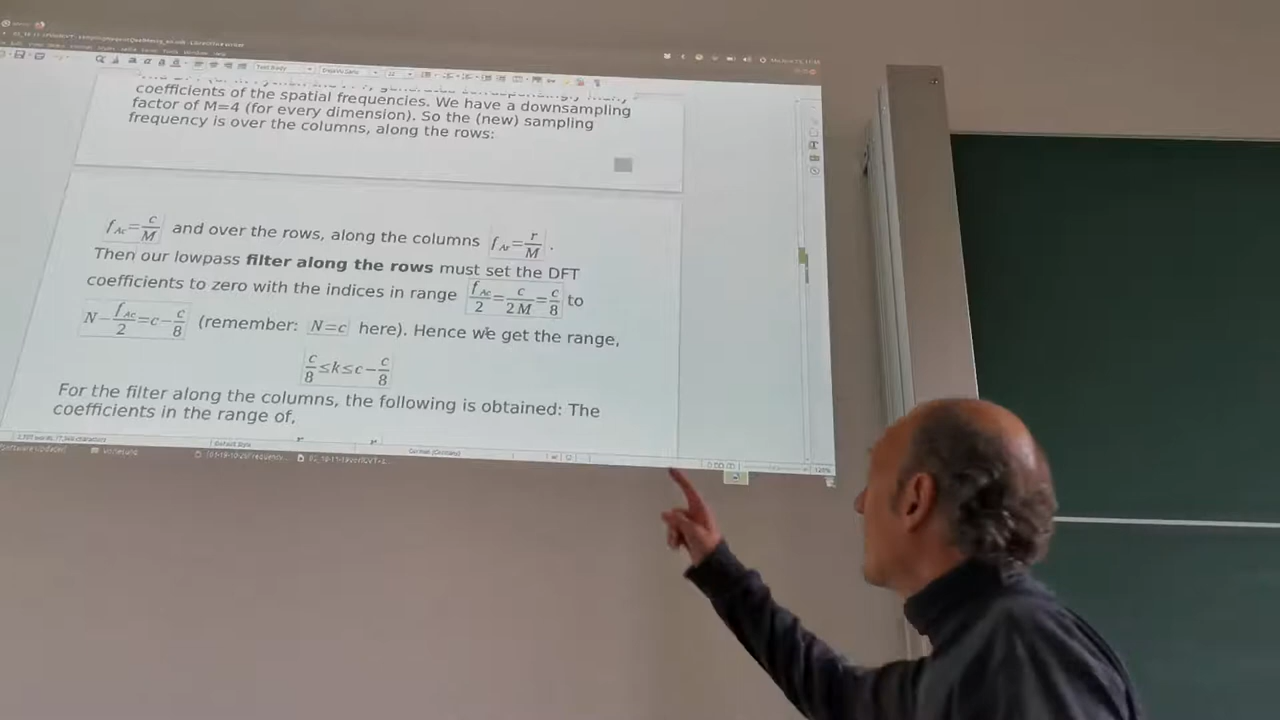 coefficients of the spatial frequencies. We have a downsampling
factor of M=4 (for every dimension). So the (new) sampling
frequency is over the columns, along the rows:
f_Ac = c/M and over the rows, along the columns f_Ar = r/M .
Then our lowpass filter along the rows must set the DFT
coefficients to zero with the indices in range f_Ac/2 = c/2M = c/8 to
N − f_Ac/2 = c − c/8 (remember: N=c here). Hence we get the range,
c/8 ≤ k ≤ c − c/8
For the filter along the columns, the following is obtained: The
coefficients in the range of,
Default Style
German (Germany)